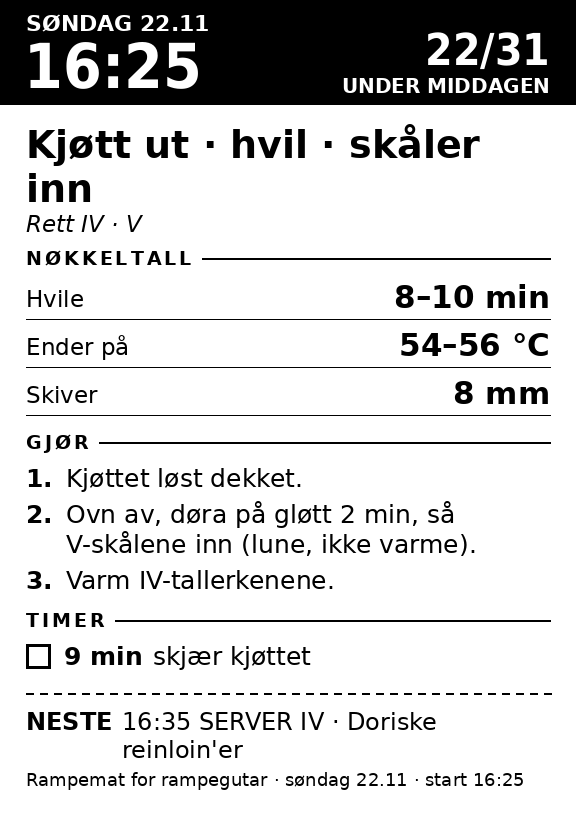 SØNDAG 22.11
16:25
22/31
UNDER MIDDAGEN
Kjøtt ut · hvil · skåler
inn
Rett IV · V
NØKKELTALL
Hvile 8–10 min
Ender på 54–56 °C
Skiver 8 mm
GJØR
1. Kjøttet løst dekket.
2. Ovn av, døra på gløtt 2 min, så
V-skålene inn (lune, ikke varme).
3. Varm IV-tallerkenene.
TIMER
9 min skjær kjøttet
NESTE 16:35 SERVER IV · Doriske
reinloin'er
Rampemat for rampegutar · søndag 22.11 · start 16:25